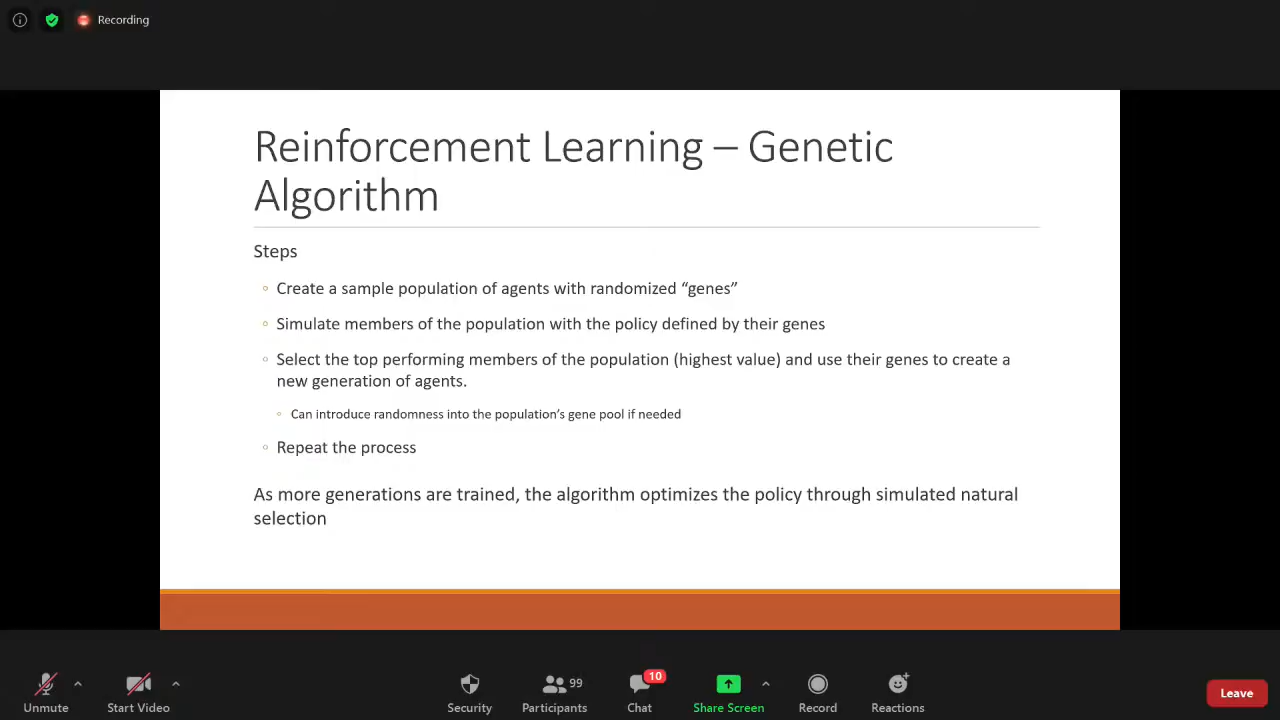 Recording
Reinforcement Learning – Genetic
Algorithm
Steps
Create a sample population of agents with randomized “genes”
Simulate members of the population with the policy defined by their genes
Select the top performing members of the population (highest value) and use their genes to create a
new generation of agents.
Can introduce randomness into the population’s gene pool if needed
Repeat the process
As more generations are trained, the algorithm optimizes the policy through simulated natural
selection
99
10
Unmute
Start Video
Security
Participants
Chat
Share Screen
Record
Reactions
Leave